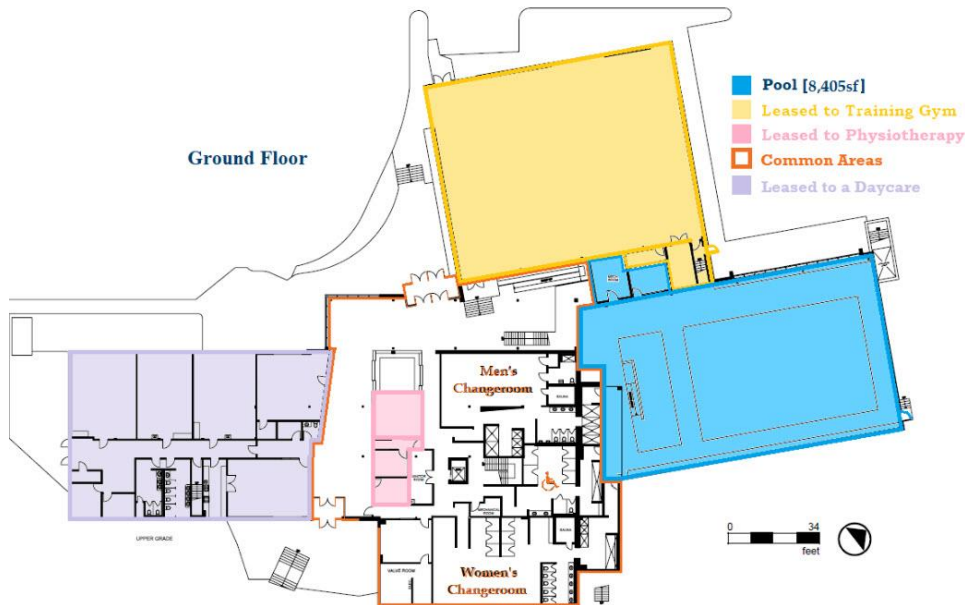 Ground Floor
Pool [8,405sf]
Leased to Training Gym
Leased to Physiotherapy
Common Areas
Leased to a Daycare
Men's
Changeroom
SAUNA
MECHANICAL
ROOM
SAUNA
UPPER GRADE
VALVE ROOM
Women's
Changeroom
0 34
feet